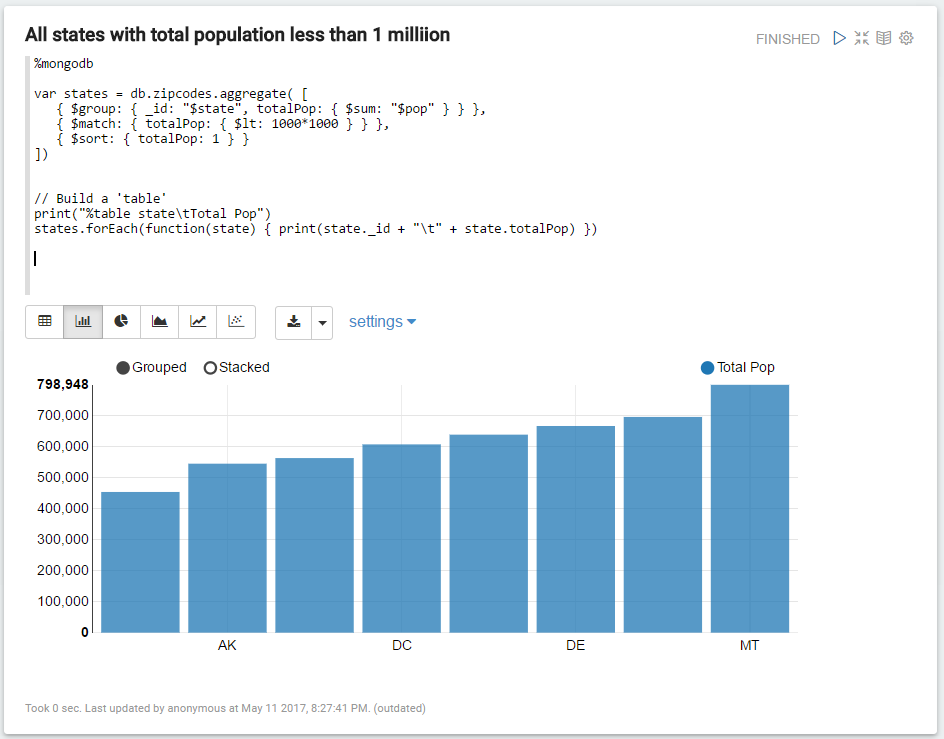 All states with total population less than 1 milliion
FINISHED
%mongodb
var states = db.zipcodes.aggregate( [
{ $group: { _id: "$state", totalPop: { $sum: "$pop" } } },
{ $match: { totalPop: { $lt: 1000*1000 } } },
{ $sort: { totalPop: 1 } }
])
// Build a 'table'
print("%table state\tTotal Pop")
states.forEach(function(state) { print(state._id + "\t" + state.totalPop) })
settings
Grouped Stacked Total Pop
798,948
700,000
600,000
500,000
400,000
300,000
200,000
100,000
0
AK DC DE MT
Took 0 sec. Last updated by anonymous at May 11 2017, 8:27:41 PM. (outdated)